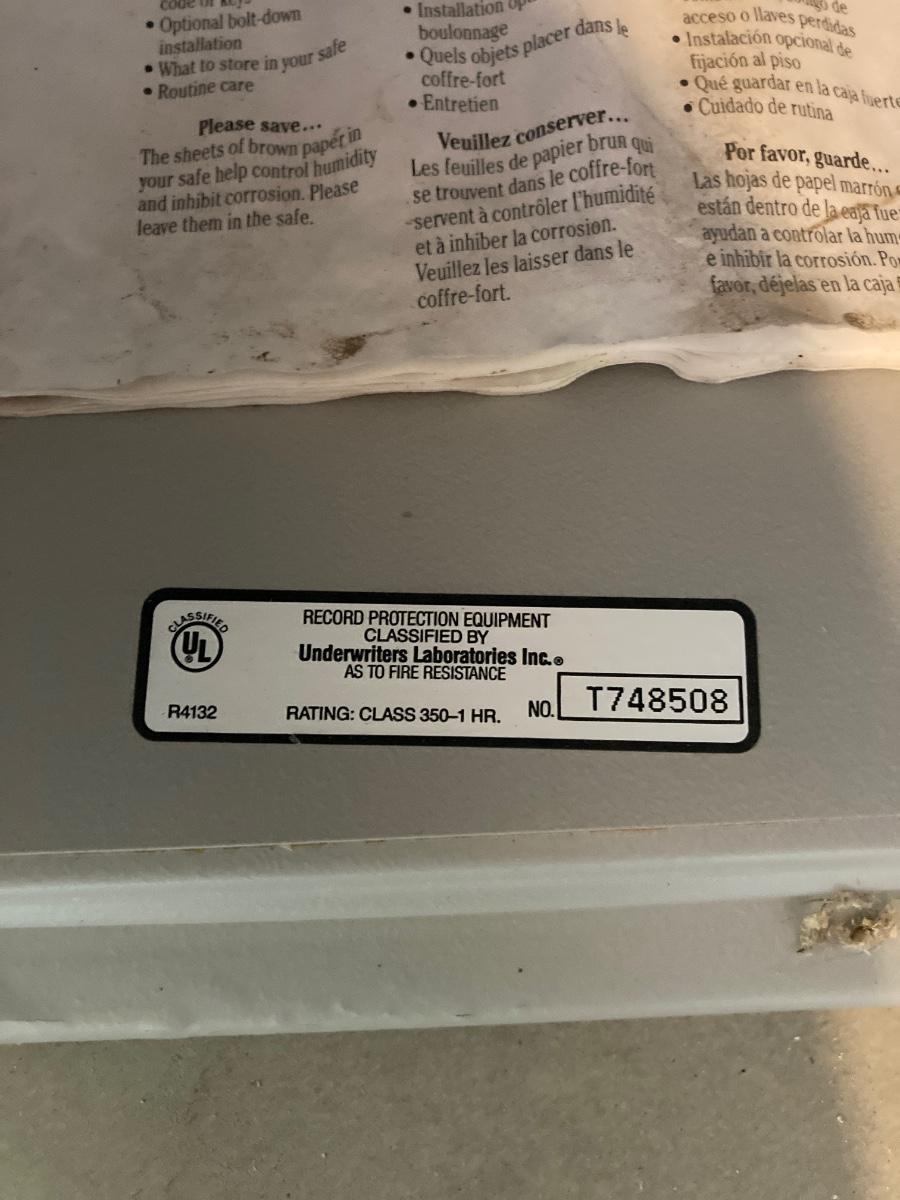 • Optional bolt-down
installation
• What to store in your safe
• Routine care
Please save...
The sheets of brown paper in
your safe help control humidity
and inhibit corrosion. Please
leave them in the safe.
• Installation
boulonnage
• Quels objets placer dans le
coffre-fort
• Entretien
Veuillez conserver...
Les feuilles de papier brun qui
se trouvent dans le coffre-fort
servent à contrôler l'humidité
et à inhiber la corrosion.
Veuillez les laisser dans le
coffre-fort.
de
acceso o llaves perdidas
• Instalación opcional de
fijación al piso
• Qué guardar en la caja fuerte
• Cuidado de rutina
Por favor, guarde...
Las hojas de papel marrón
están dentro de la caja
ayudan a controlar la
e inhibir la corrosión.
favor, déjelas en la caja
CLASSIFIED
UL
®
R4132
RECORD PROTECTION EQUIPMENT
CLASSIFIED BY
Underwriters Laboratories Inc.®
AS TO FIRE RESISTANCE
RATING: CLASS 350–1 HR. NO. T748508